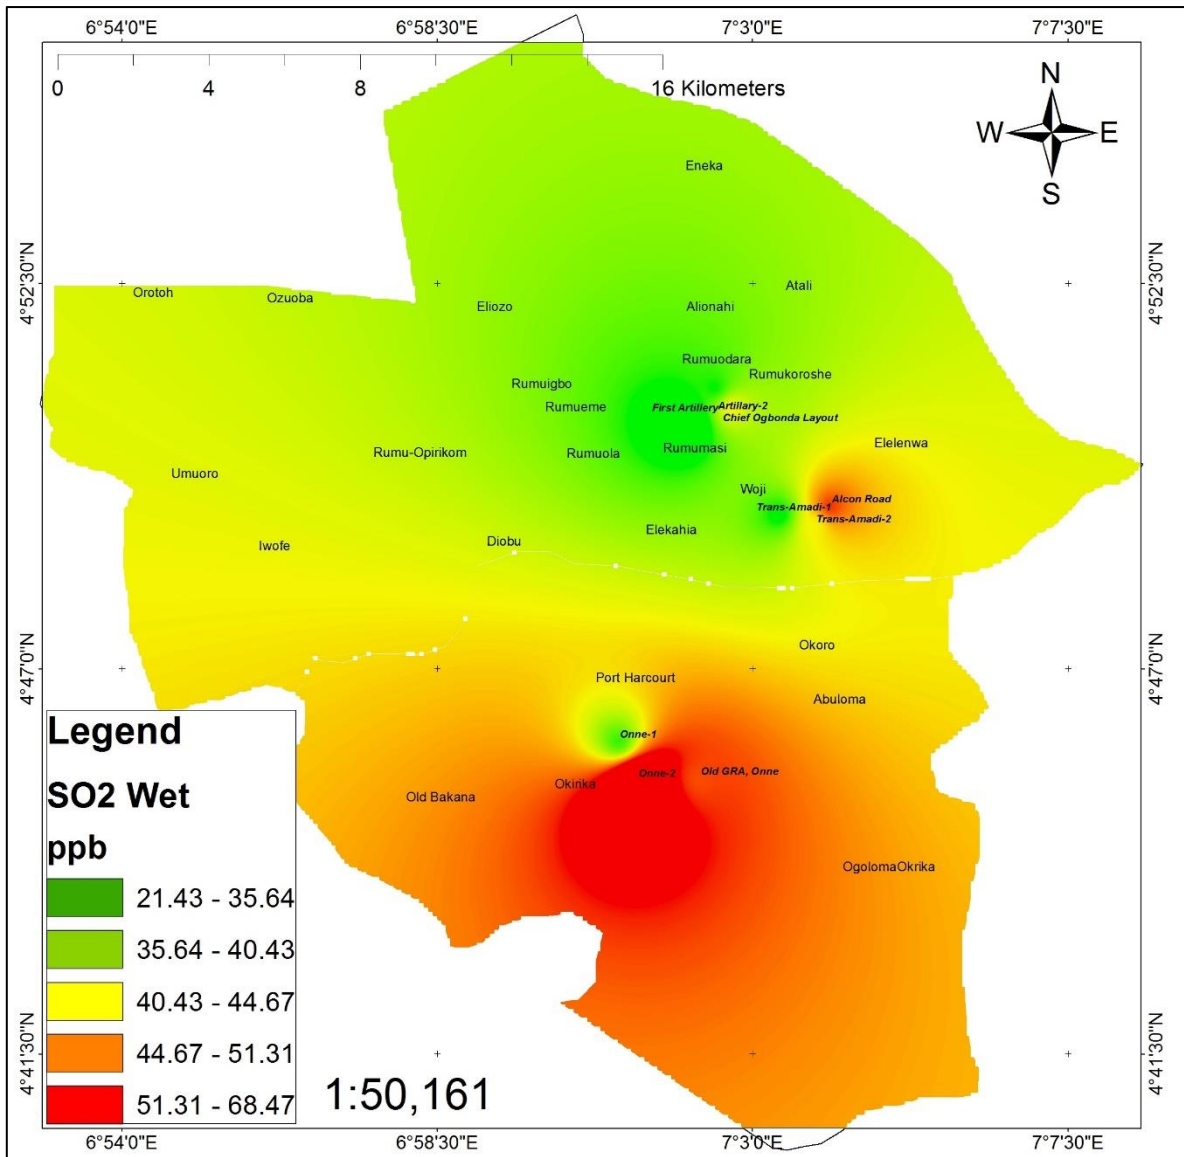 6°54'0"E 6°58'30"E 7°3'0"E 7°7'30"E
0 4 8 16 Kilometers
N
W E
S
Eneka
4°52'30"N 4°52'30"N
Orotoh Ozuoba Atali
Eliozo Alionahi
Rumuodara
Rumukoroshe
Rumuigbo
Rumueme First Artillery Artillary-2
Chief Ogbonda Layout
Elelenwa
Rumu-Opirikom Rumuola Rumumasi
Umuoro
Woji
Alcon Road
Trans-Amadi-1
Trans-Amadi-2
Elekahia
Iwofe Diobu
Okoro
4°47'0"N 4°47'0"N
Port Harcourt
Abuloma
Onne-1
Onne-2 Old GRA, Onne
Okirika
Old Bakana
OgolomaOkrika
Legend
SO2 Wet
ppb
21.43 - 35.64
35.64 - 40.43
40.43 - 44.67
44.67 - 51.31
51.31 - 68.47
1:50,161
4°41'30"N 4°41'30"N
6°54'0"E 6°58'30"E 7°3'0"E 7°7'30"E